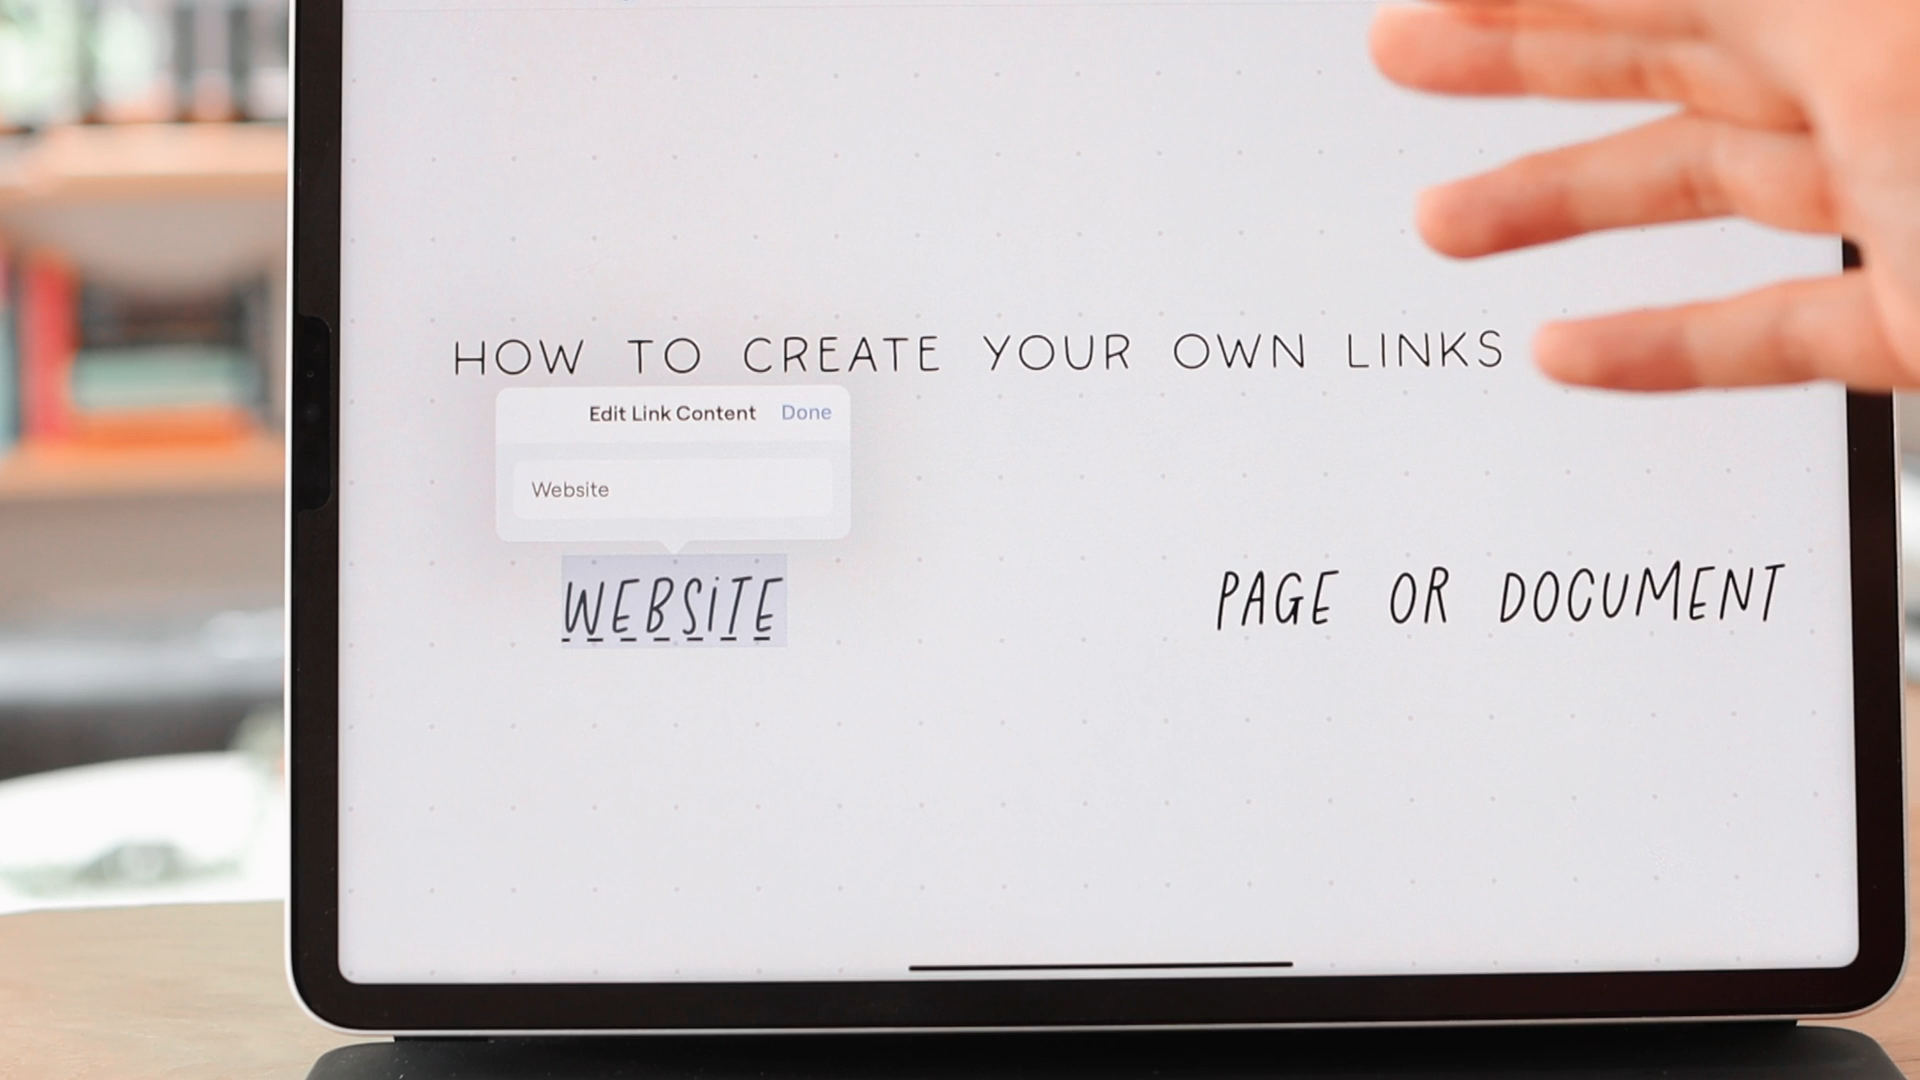 HOW TO CREATE YOUR OWN LINKS
Edit Link Content Done
Website
WEBSiTE
PAGE OR DOCUMENT